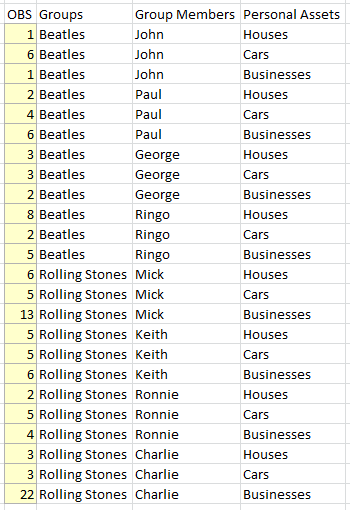 OBS Groups Group Members Personal Assets
1 Beatles John Houses
6 Beatles John Cars
1 Beatles John Businesses
2 Beatles Paul Houses
4 Beatles Paul Cars
6 Beatles Paul Businesses
3 Beatles George Houses
3 Beatles George Cars
2 Beatles George Businesses
8 Beatles Ringo Houses
2 Beatles Ringo Cars
5 Beatles Ringo Businesses
6 Rolling Stones Mick Houses
5 Rolling Stones Mick Cars
13 Rolling Stones Mick Businesses
5 Rolling Stones Keith Houses
5 Rolling Stones Keith Cars
6 Rolling Stones Keith Businesses
2 Rolling Stones Ronnie Houses
5 Rolling Stones Ronnie Cars
4 Rolling Stones Ronnie Businesses
3 Rolling Stones Charlie Houses
3 Rolling Stones Charlie Cars
22 Rolling Stones Charlie Businesses